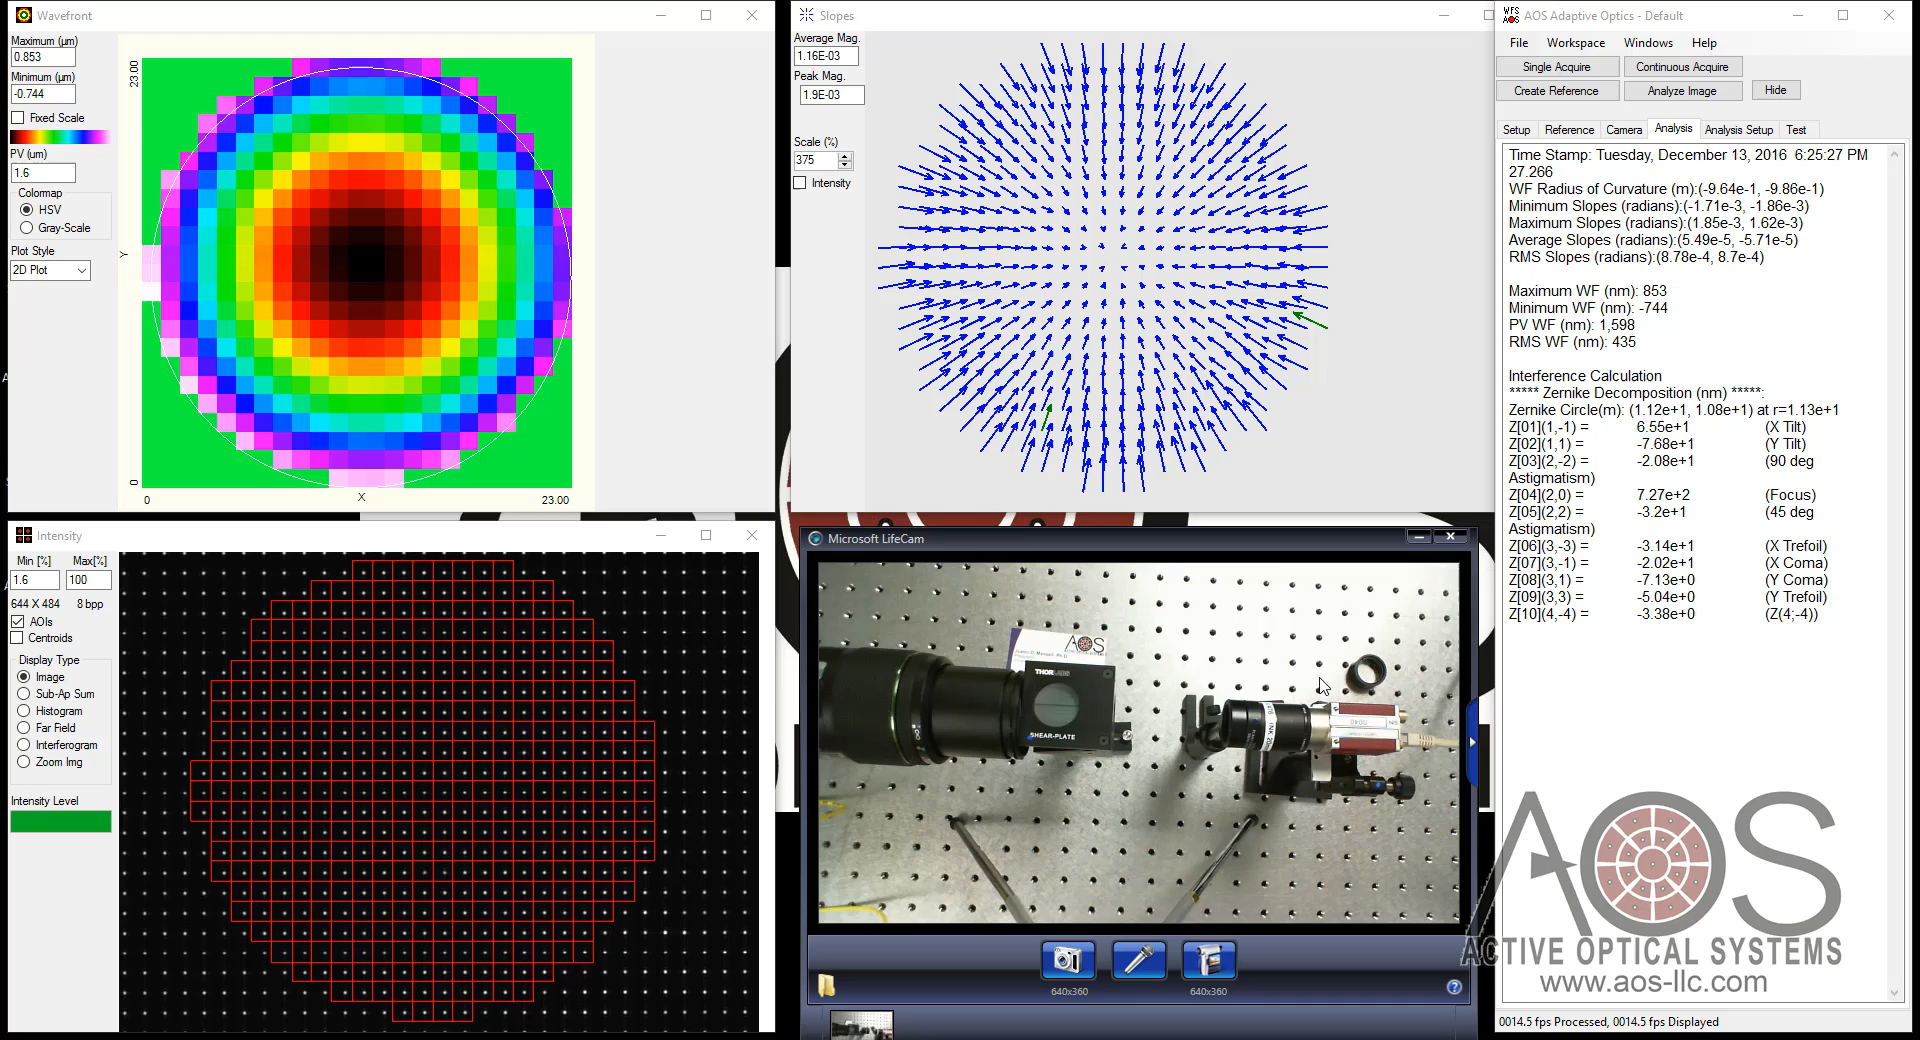 Wavefront
Maximum (µm)
0.853
Minimum (µm)
-0.744
Fixed Scale
PV (um)
1.6
Colormap
HSV
Gray-Scale
Plot Style
2D Plot
23.00
Y
0
0
X
23.00
Slopes
Average Mag.
1.16E-03
Peak Mag.
1.9E-03
Scale (%)
375
Intensity
WFS
AOS
AOS Adaptive Optics - Default
File Workspace Windows Help
Single Acquire Continuous Acquire
Create Reference Analyze Image Hide
Setup Reference Camera Analysis Analysis Setup Test
Time Stamp: Tuesday, December 13, 2016 6:25:27 PM
27.266
WF Radius of Curvature (m):(-9.64e-1, -9.86e-1)
Minimum Slopes (radians):(-1.71e-3, -1.86e-3)
Maximum Slopes (radians):(1.85e-3, 1.62e-3)
Average Slopes (radians):(5.49e-5, -5.71e-5)
RMS Slopes (radians):(8.78e-4, 8.7e-4)
Maximum WF (nm): 853
Minimum WF (nm): -744
PV WF (nm): 1,598
RMS WF (nm): 435
Interference Calculation
***** Zernike Decomposition (nm) *****:
Zernike Circle(m): (1.12e+1, 1.08e+1) at r=1.13e+1
Z[01](1,-1) = 6.55e+1 (X Tilt)
Z[02](1,1) = -7.68e+1 (Y Tilt)
Z[03](2,-2) = -2.08e+1 (90 deg
Astigmatism)
Z[04](2,0) = 7.27e+2 (Focus)
Z[05](2,2) = -3.2e+1 (45 deg
Astigmatism)
Z[06](3,-3) = -3.14e+1 (X Trefoil)
Z[07](3,-1) = -2.02e+1 (X Coma)
Z[08](3,1) = -7.13e+0 (Y Coma)
Z[09](3,3) = -5.04e+0 (Y Trefoil)
Z[10](4,-4) = -3.38e+0 (Z(4;-4))
Intensity
Min [%] Max[%]
1.6 100
644 X 484 8 bpp
AOIs
Centroids
Display Type
Image
Sub-Ap Sum
Histogram
Far Field
Interferogram
Zoom Img
Intensity Level
Microsoft LifeCam
AOS
THORLABS
SHEAR-PLATE
640x360
640x360
AOS
ACTIVE OPTICAL SYSTEMS
www.aos-llc.com
0014.5 fps Processed, 0014.5 fps Displayed